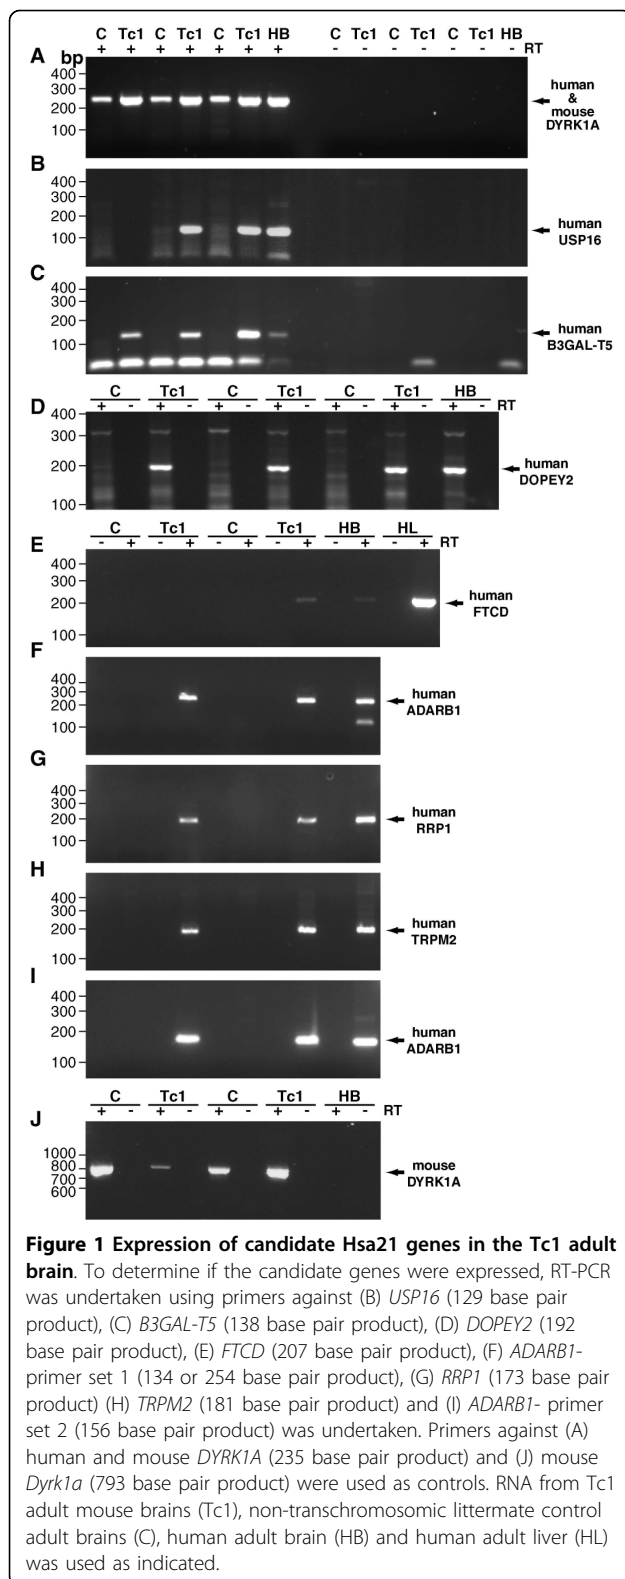 C Tc1 C Tc1 C Tc1 HB C Tc1 C Tc1 C Tc1 HB
+ + + + + + + - - - - - - - RT
A bp
400
300
200
100
human
&
mouse
DYRK1A
B
400
300
200
100
human
USP16
C
400
300
200
100
human
B3GAL-T5
C Tc1 C Tc1 C Tc1 HB
+ - + - + - + - + - + - + - RT
D
400
300
200
100
human
DOPEY2
C Tc1 C Tc1 HB HL
- + - + - + - + - + - + RT
E
400
300
200
100
human
FTCD
F
400
300
200
100
human
ADARB1
G
400
300
200
100
human
RRP1
H
400
300
200
100
human
TRPM2
I
400
300
200
100
human
ADARB1
C Tc1 C Tc1 HB
+ - + - + - + - + - RT
J
1000
800
700
600
mouse
DYRK1A
Figure 1 Expression of candidate Hsa21 genes in the Tc1 adult
brain. To determine if the candidate genes were expressed, RT-PCR
was undertaken using primers against (B) USP16 (129 base pair
product), (C) B3GAL-T5 (138 base pair product), (D) DOPEY2 (192
base pair product), (E) FTCD (207 base pair product), (F) ADARB1-
primer set 1 (134 or 254 base pair product), (G) RRP1 (173 base pair
product) (H) TRPM2 (181 base pair product) and (I) ADARB1- primer
set 2 (156 base pair product) was undertaken. Primers against (A)
human and mouse DYRK1A (235 base pair product) and (J) mouse
Dyrk1a (793 base pair product) were used as controls. RNA from Tc1
adult mouse brains (Tc1), non-transchromosomic littermate control
adult brains (C), human adult brain (HB) and human adult liver (HL)
was used as indicated.